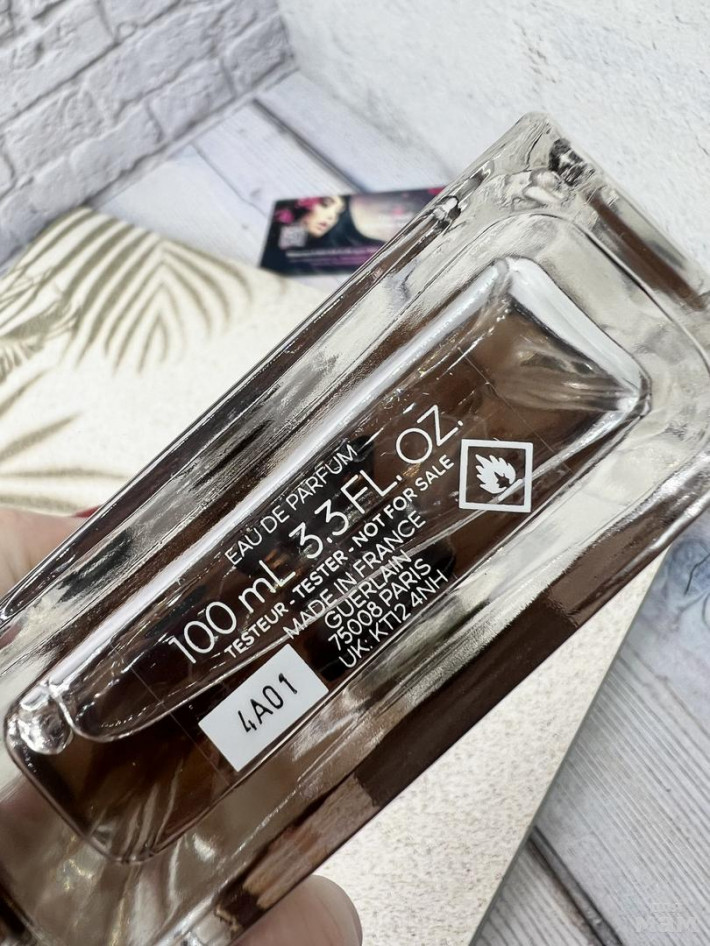 EAU DE PARFUM
100 mL 3.3 FL. OZ.
TESTEUR - TESTER - NOT FOR SALE
MADE IN FRANCE
GUERLAIN
75008 PARIS
UK: KT12 4NH
4A01